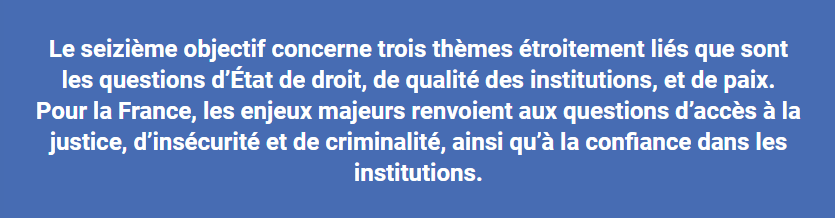 Le seizième objectif concerne trois thèmes étroitement liés que sont
les questions d’État de droit, de qualité des institutions, et de paix.
Pour la France, les enjeux majeurs renvoient aux questions d’accès à la
justice, d’insécurité et de criminalité, ainsi qu’à la confiance dans les
institutions.